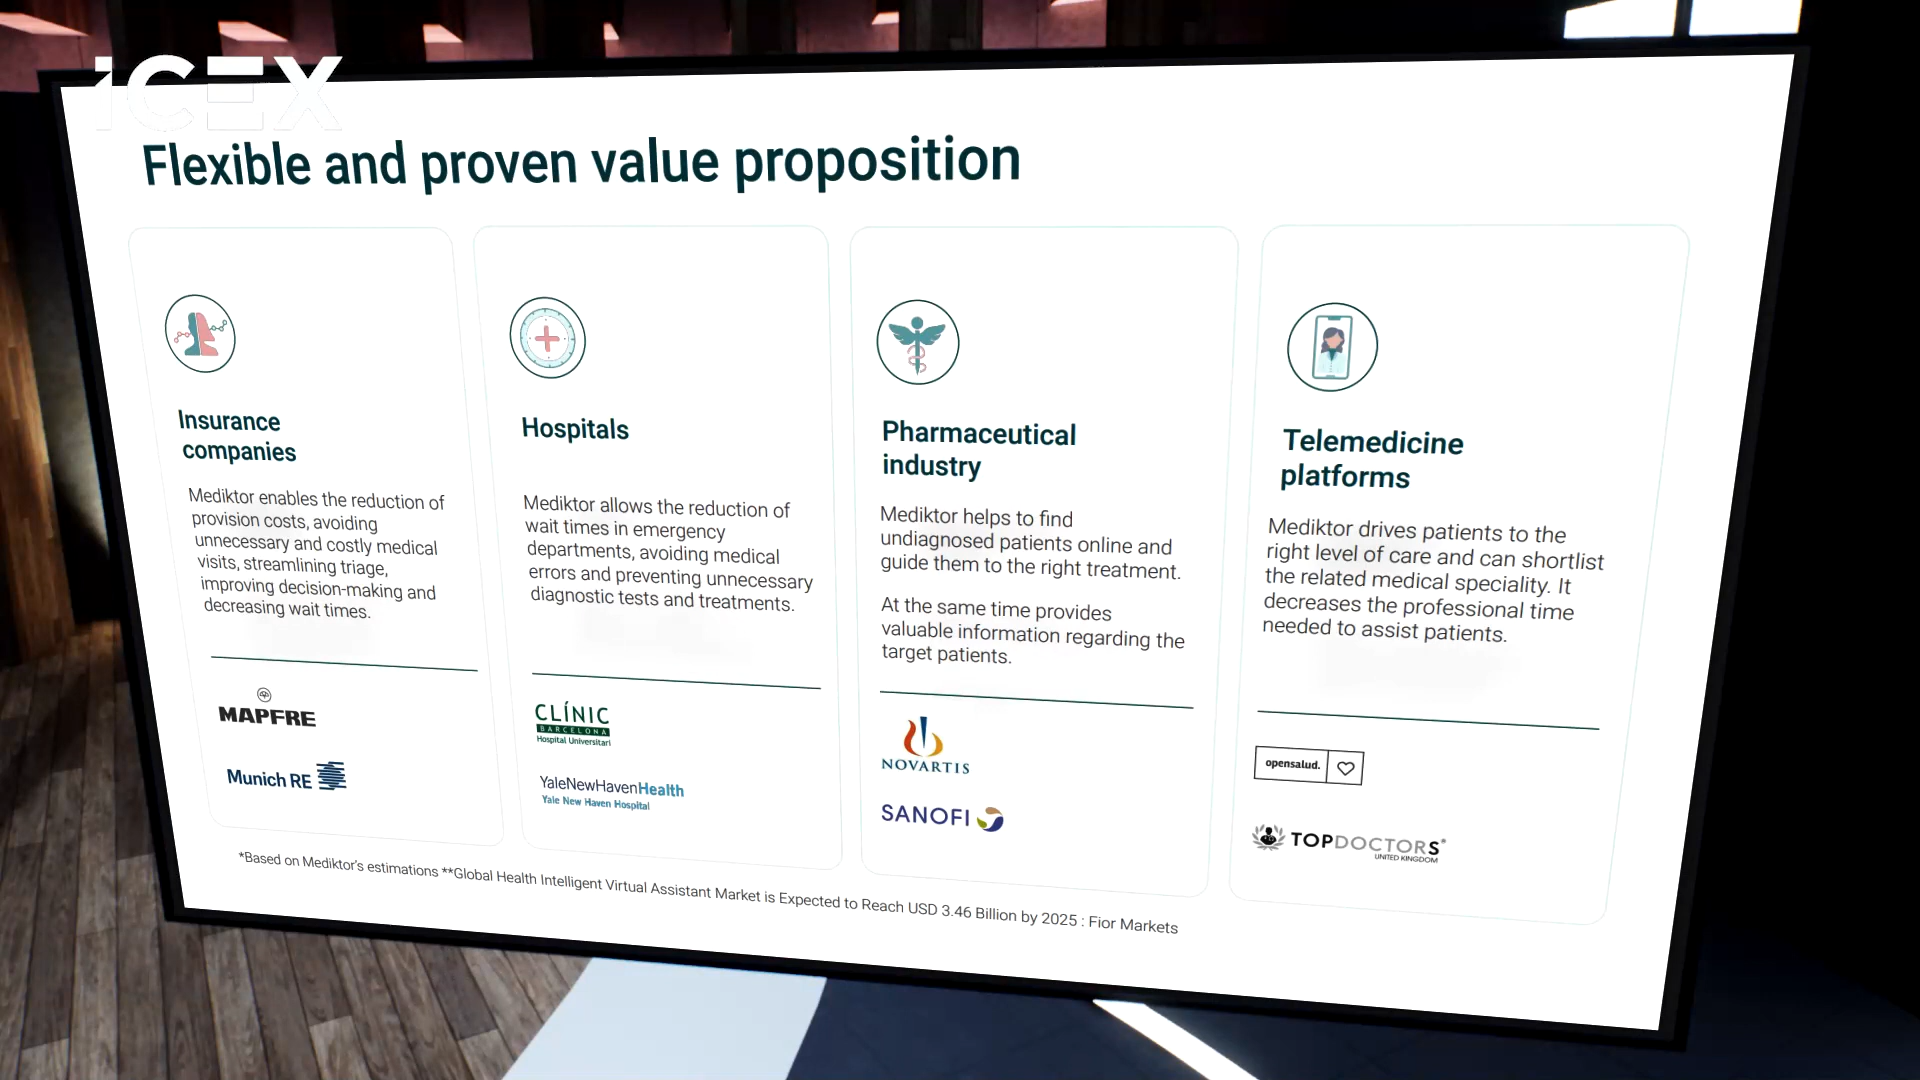 iCEX
Flexible and proven value proposition
Insurance
companies
Mediktor enables the reduction of
provision costs, avoiding
unnecessary and costly medical
visits, streamlining triage,
improving decision-making and
decreasing wait times.
MAPFRE
Munich RE
Hospitals
Mediktor allows the reduction of
wait times in emergency
departments, avoiding medical
errors and preventing unnecessary
diagnostic tests and treatments.
CLÍNIC
BARCELONA
Hospital Universitari
YaleNewHavenHealth
Yale New Haven Hospital
Pharmaceutical
industry
Mediktor helps to find
undiagnosed patients online and
guide them to the right treatment.
At the same time provides
valuable information regarding the
target patients.
NOVARTIS
SANOFI
Telemedicine
platforms
Mediktor drives patients to the
right level of care and can shortlist
the related medical speciality. It
decreases the professional time
needed to assist patients.
opensalud.
TOPDOCTORS®
UNITED KINGDOM
*Based on Mediktor's estimations **Global Health Intelligent Virtual Assistant Market is Expected to Reach USD 3.46 Billion by 2025 : Fior Markets